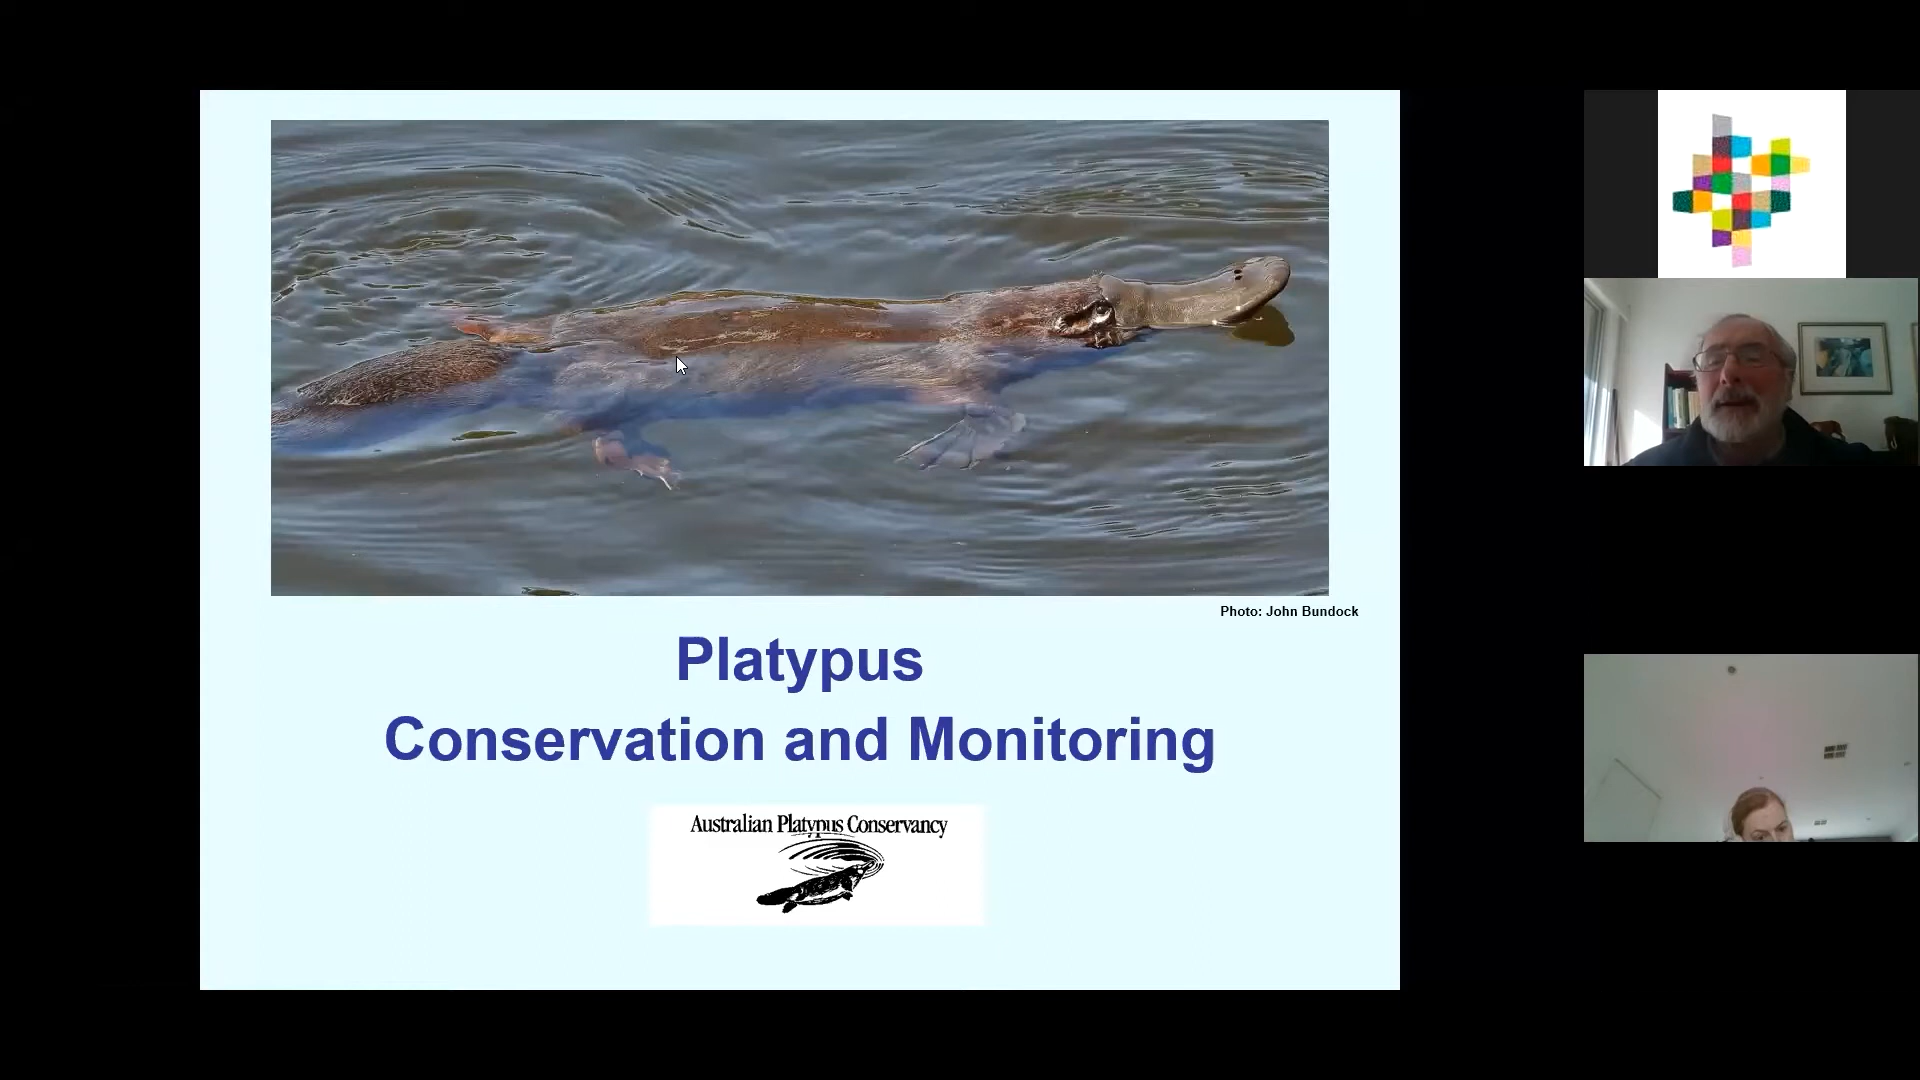 Photo: John Bundock
Platypus
Conservation and Monitoring
Australian Platypus Conservancy